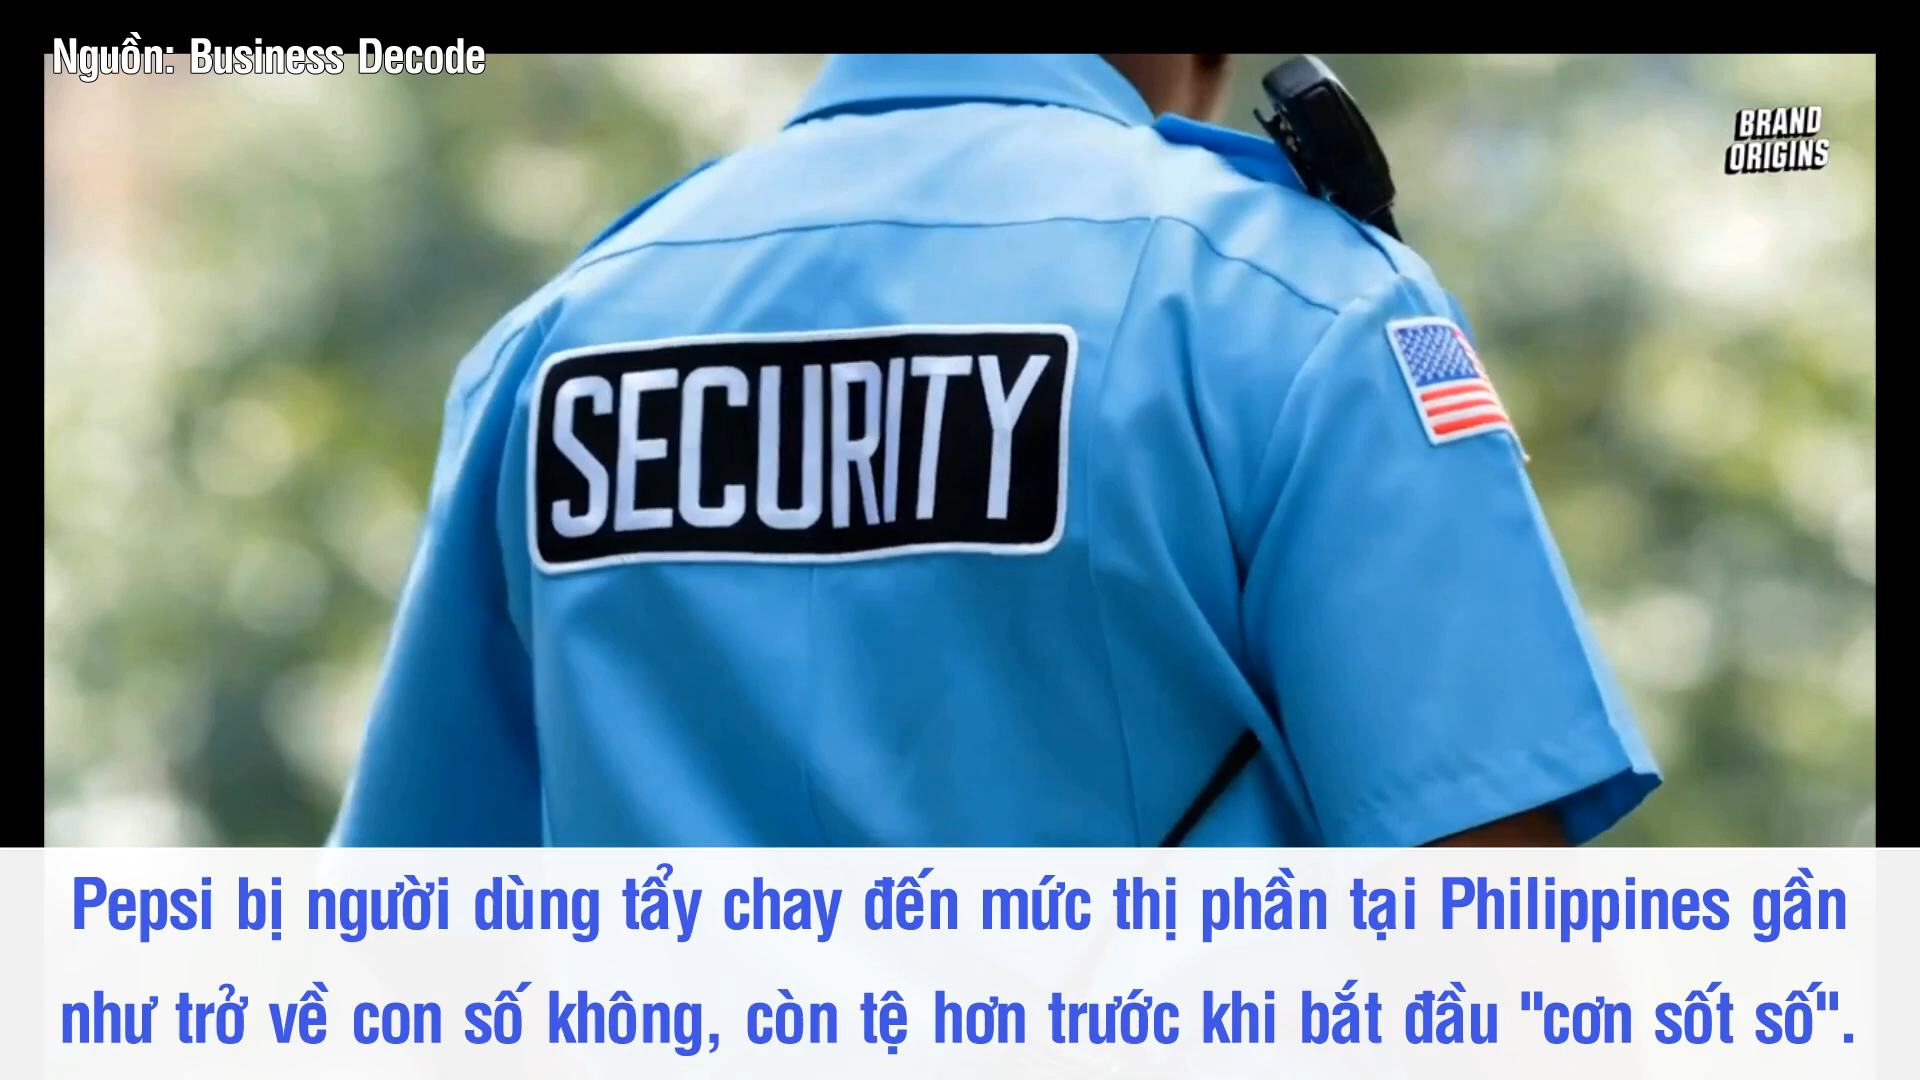 Nguồn: Business Decode
BRAND
ORIGINS
SECURITY
Pepsi bị người dùng tẩy chay đến mức thị phần tại Philippines gần
như trở về con số không, còn tệ hơn trước khi bắt đầu "cơn sốt số".